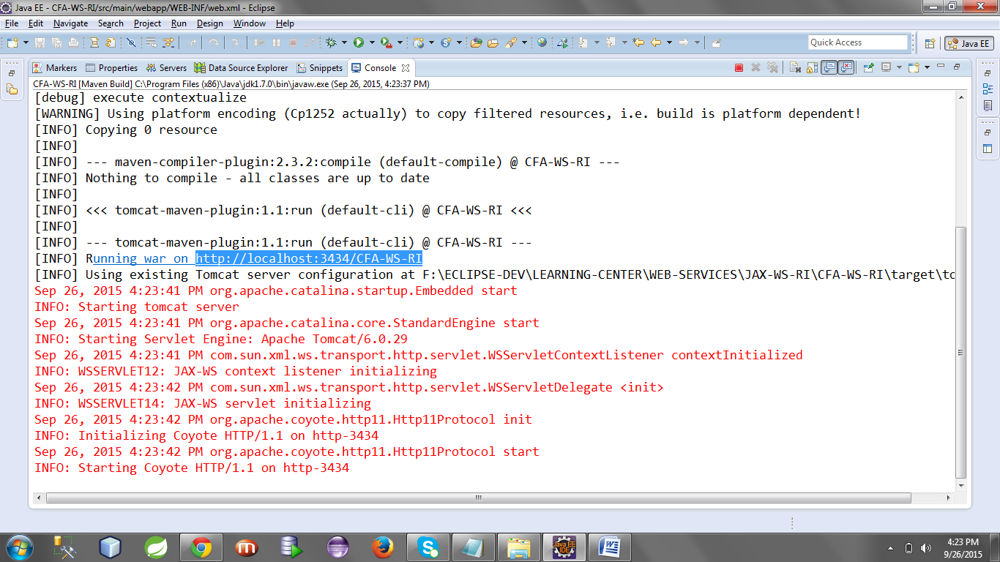 Java EE - CFA-WS-RI/src/main/webapp/WEB-INF/web.xml - Eclipse
File Edit Navigate Search Project Run Design Window Help
Quick Access
Java EE
Markers Properties Servers Data Source Explorer Snippets Console
CFA-WS-RI [Maven Build] C:\Program Files (x86)\Java\jdk1.7.0\bin\javaw.exe (Sep 26, 2015, 4:23:37 PM)
[debug] execute contextualize
[WARNING] Using platform encoding (Cp1252 actually) to copy filtered resources, i.e. build is platform dependent!
[INFO] Copying 0 resource
[INFO]
[INFO] --- maven-compiler-plugin:2.3.2:compile (default-compile) @ CFA-WS-RI ---
[INFO] Nothing to compile - all classes are up to date
[INFO]
[INFO] <<< tomcat-maven-plugin:1.1:run (default-cli) @ CFA-WS-RI <<<
[INFO]
[INFO] --- tomcat-maven-plugin:1.1:run (default-cli) @ CFA-WS-RI ---
[INFO] Running war on http://localhost:3434/CFA-WS-RI
[INFO] Using existing Tomcat server configuration at F:\ECLIPSE-DEV\LEARNING-CENTER\WEB-SERVICES\JAX-WS-RI\CFA-WS-RI\target\to
Sep 26, 2015 4:23:41 PM org.apache.catalina.startup.Embedded start
INFO: Starting tomcat server
Sep 26, 2015 4:23:41 PM org.apache.catalina.core.StandardEngine start
INFO: Starting Servlet Engine: Apache Tomcat/6.0.29
Sep 26, 2015 4:23:41 PM com.sun.xml.ws.transport.http.servlet.WSServletContextListener contextInitialized
INFO: WSSERVLET12: JAX-WS context listener initializing
Sep 26, 2015 4:23:42 PM com.sun.xml.ws.transport.http.servlet.WSServletDelegate <init>
INFO: WSSERVLET14: JAX-WS servlet initializing
Sep 26, 2015 4:23:42 PM org.apache.coyote.http11.Http11Protocol init
INFO: Initializing Coyote HTTP/1.1 on http-3434
Sep 26, 2015 4:23:42 PM org.apache.coyote.http11.Http11Protocol start
INFO: Starting Coyote HTTP/1.1 on http-3434
Java EE
IDE
4:23 PM
9/26/2015